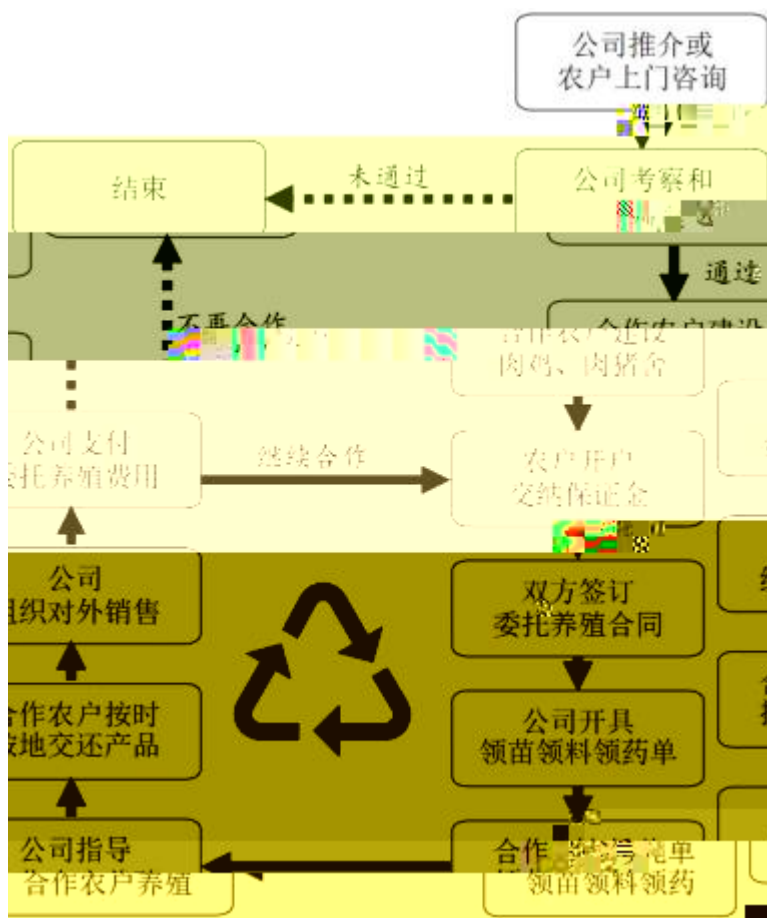 公司推介或
农户上门咨询
结束
未通过
公司考察和
通过
不再合作
合作农户建设
肉鸡、肉猪舍
公司支付
委托养殖费用
继续合作
农户开户
交纳保证金
公司
组织对外销售
双方签订
委托养殖合同
合作农户按时
按地交还产品
公司开具
领苗领料领药单
公司指导
合作农户养殖
合作
单
领苗领料领药